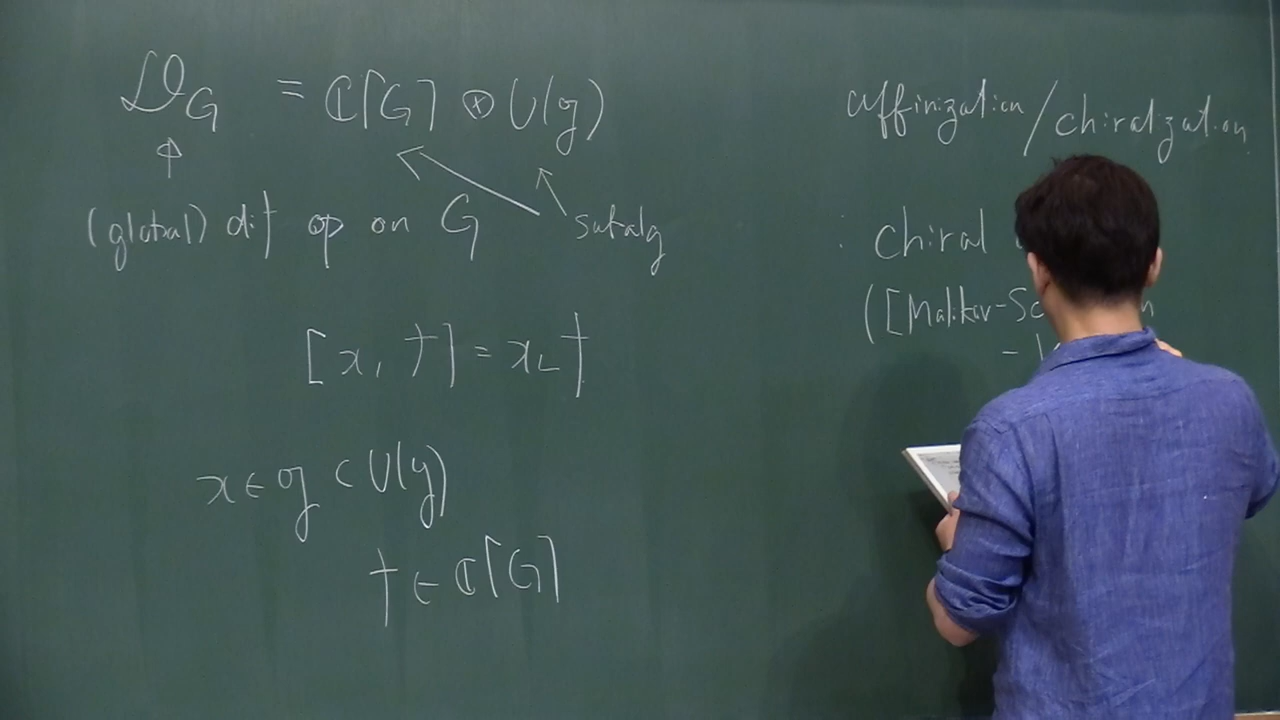 𝒟_G = ℂ[G] ⊗ U(𝔤)
(global) dif op on G
subalg
[x, f] = x_L f
x ∈ 𝔤 ⊂ U(𝔤)
f ∈ ℂ[G]
affinization/chiralization
: chiral
([Malikov-Sc
-